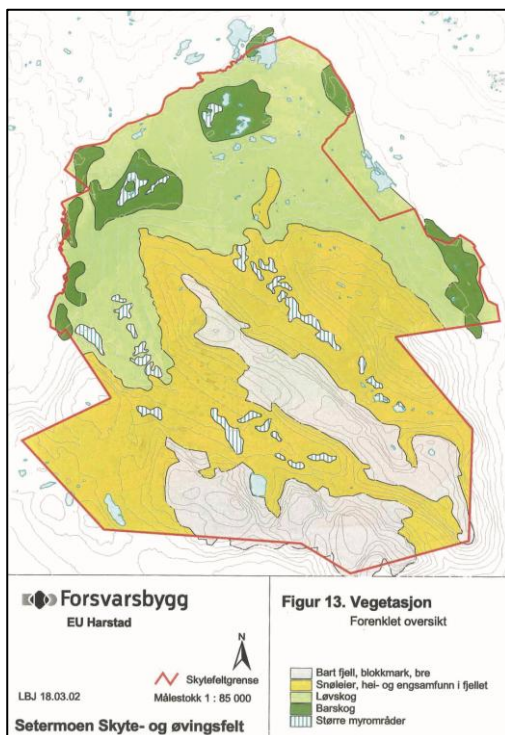 Forsvarsbygg
EU Harstad
N
Skytefeltgrense
LBJ 18.03.02
Målestokk 1 : 85 000
Setermoen Skyte- og øvingsfelt
Figur 13. Vegetasjon
Forenklet oversikt
Bart fjell, blokkmark, bre
Snøleier, hei- og engsamfunn i fjellet
Løvskog
Barskog
Større myrområder